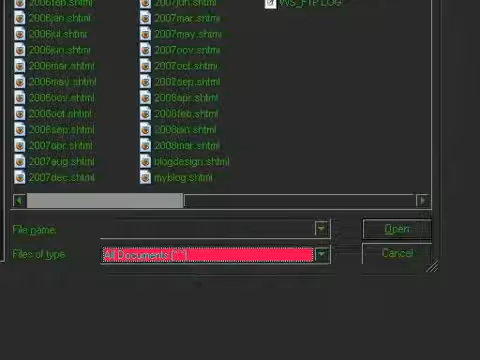 2006feb.shtml 2007jun.shtml WS_FTP.LOG
2006jan.shtml 2007mar.shtml
2006jul.shtml 2007may.shtml
2006jun.shtml 2007nov.shtml
2006mar.shtml 2007oct.shtml
2006may.shtml 2007sep.shtml
2006nov.shtml 2008apr.shtml
2006oct.shtml 2008feb.shtml
2006sep.shtml 2008jan.shtml
2007apr.shtml 2008mar.shtml
2007aug.shtml blogdesign.shtml
2007dec.shtml myblog.shtml
File name: Open
Files of type: All Documents (*.*) Cancel